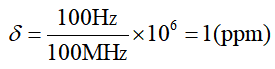 δ = 100Hz / 100MHz × 10⁶ = 1(ppm)